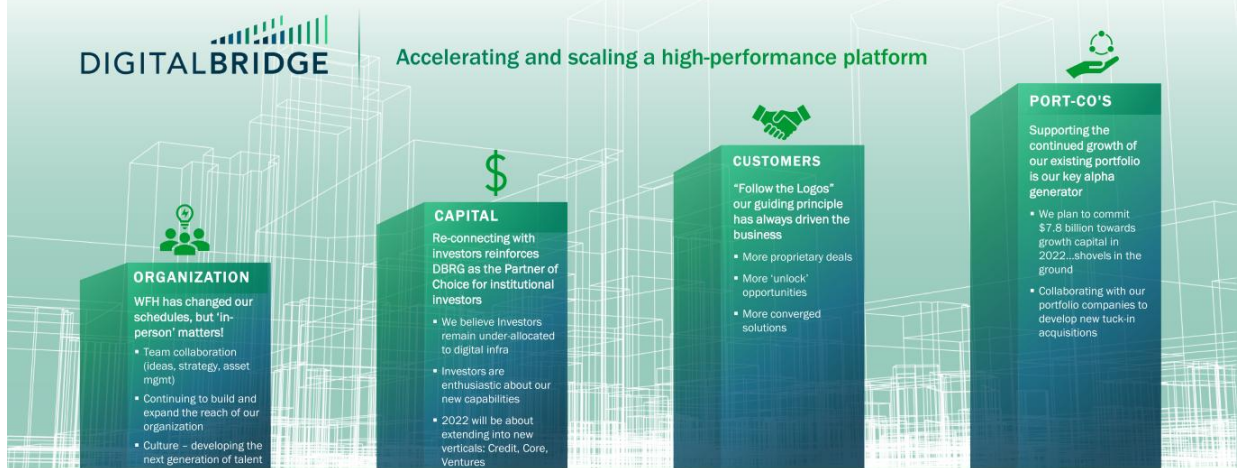 DIGITALBRIDGE
Accelerating and scaling a high-performance platform
ORGANIZATION
WFH has changed our
schedules, but ‘in-
person’ matters!
▪ Team collaboration
(ideas, strategy, asset
mgmt)
▪ Continuing to build and
expand the reach of our
organization
▪ Culture – developing the
next generation of talent
$
CAPITAL
Re-connecting with
investors reinforces
DBRG as the Partner of
Choice for institutional
investors
▪ We believe Investors
remain under-allocated
to digital infra
▪ Investors are
enthusiastic about our
new capabilities
▪ 2022 will be about
extending into new
verticals: Credit, Core,
Ventures
CUSTOMERS
“Follow the Logos”
our guiding principle
has always driven the
business
▪ More proprietary deals
▪ More ‘unlock’
opportunities
▪ More converged
solutions
PORT-CO'S
Supporting the
continued growth of
our existing portfolio
is our key alpha
generator
▪ We plan to commit
$7.8 billion towards
growth capital in
2022...shovels in the
ground
▪ Collaborating with our
portfolio companies to
develop new tuck-in
acquisitions